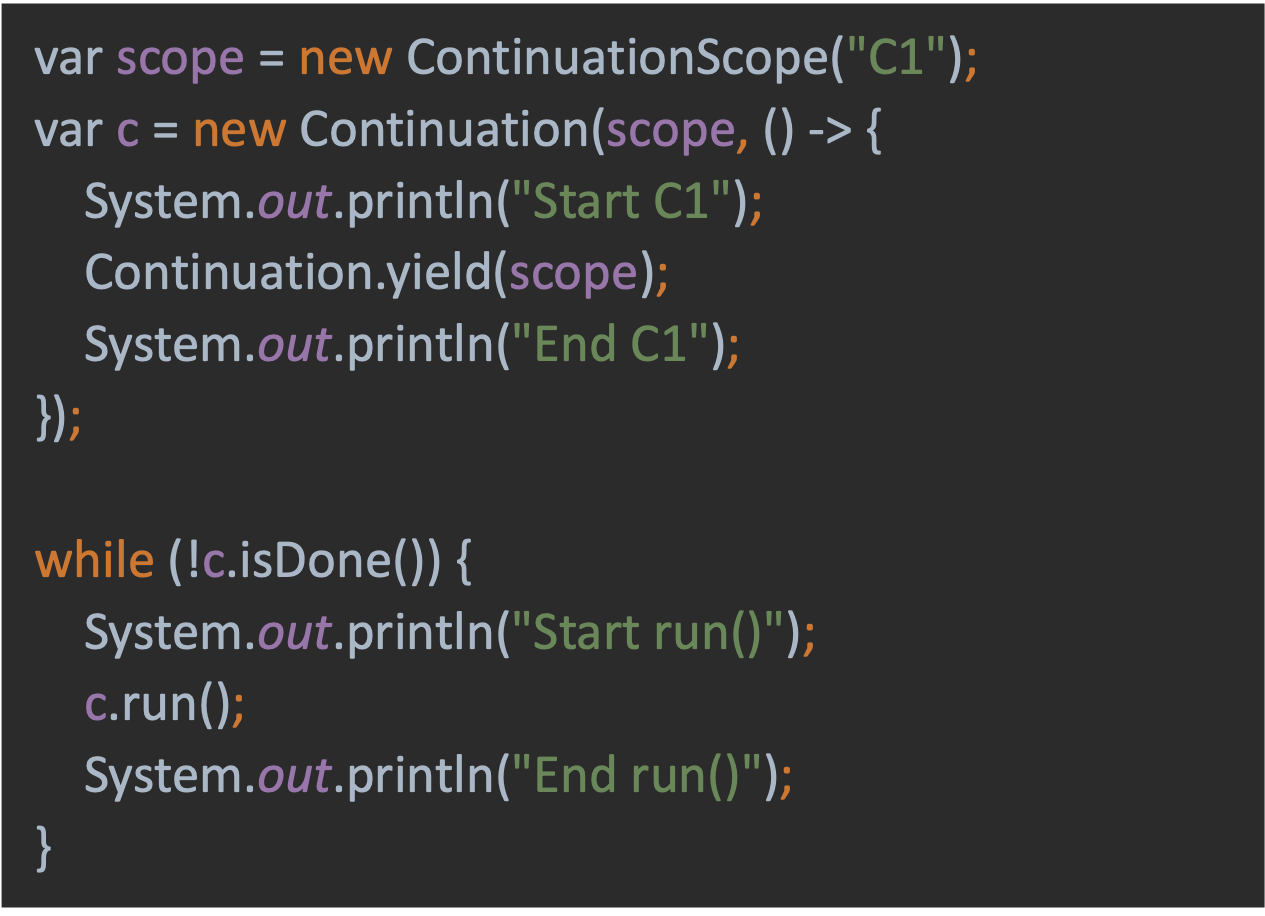 var scope = new ContinuationScope("C1");
var c = new Continuation(scope, () -> {
  System.out.println("Start C1");
  Continuation.yield(scope);
  System.out.println("End C1");
});

while (!c.isDone()) {
  System.out.println("Start run()");
  c.run();
  System.out.println("End run()");
}